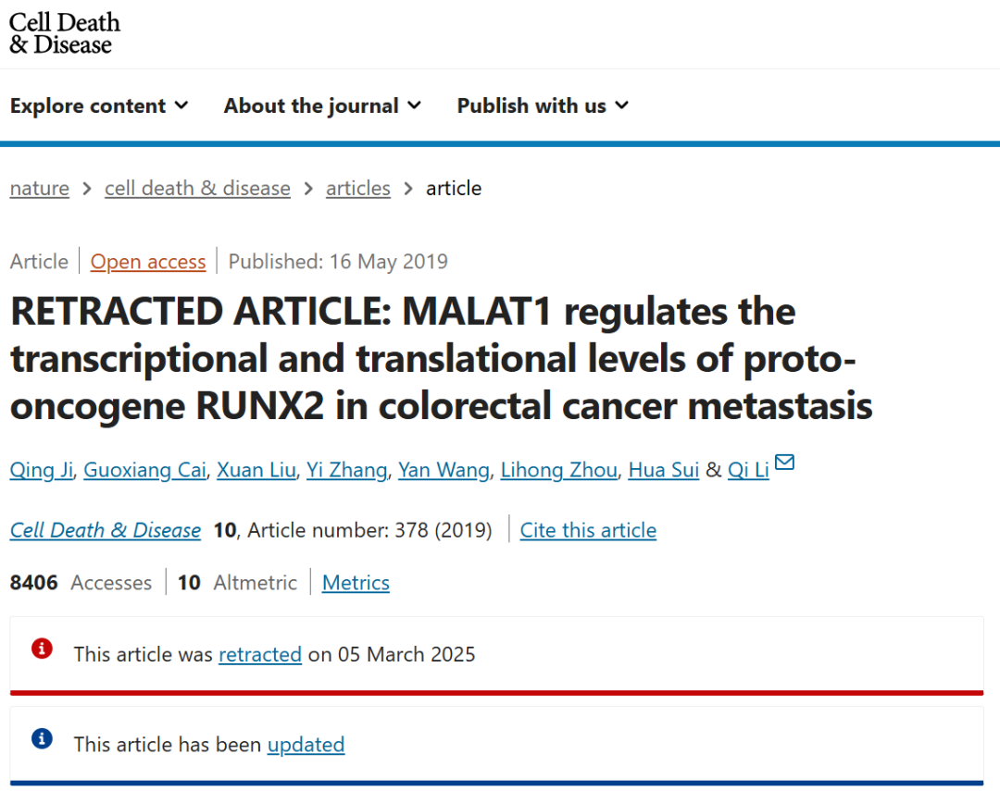 Cell Death
& Disease
Explore content About the journal Publish with us
nature > cell death & disease > articles > article
Article | Open access | Published: 16 May 2019
RETRACTED ARTICLE: MALAT1 regulates the
transcriptional and translational levels of proto-
oncogene RUNX2 in colorectal cancer metastasis
Qing Ji, Guoxiang Cai, Xuan Liu, Yi Zhang, Yan Wang, Lihong Zhou, Hua Sui & Qi Li
Cell Death & Disease 10, Article number: 378 (2019) | Cite this article
8406 Accesses | 10 Altmetric | Metrics
This article was retracted on 05 March 2025
This article has been updated